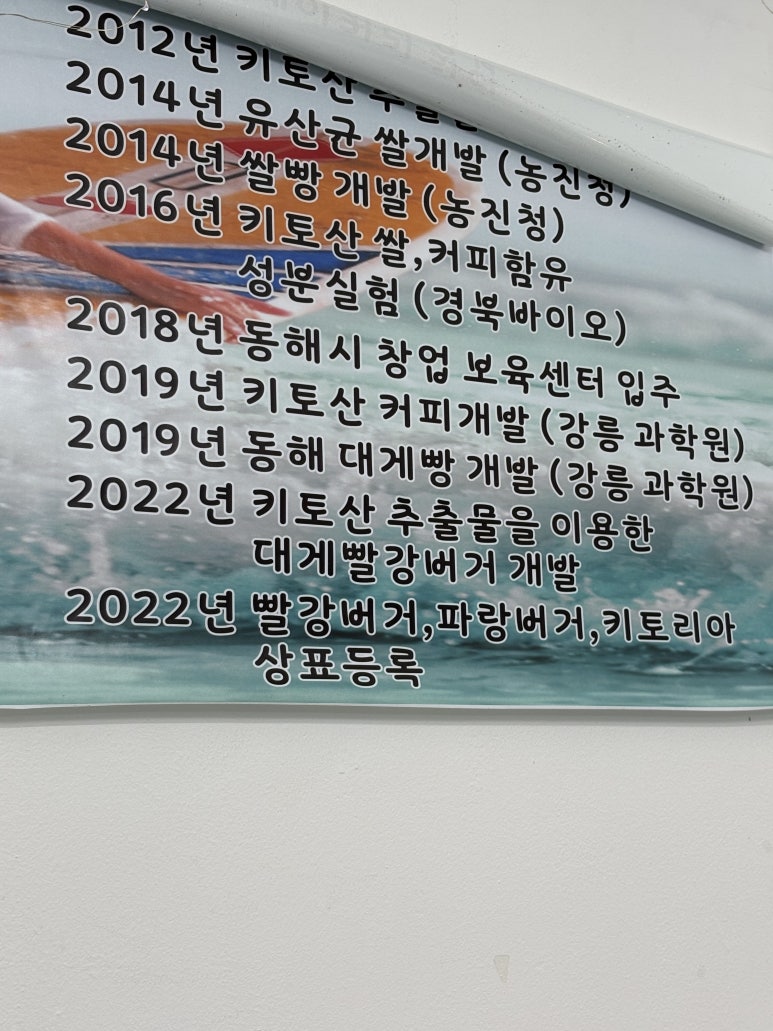 2012년 키토산
2014년 유산균 쌀개발 (농진청)
2014년 쌀빵 개발 (농진청)
2016년 키토산 쌀,커피함유
성분실험 (경북바이오)
2018년 동해시 창업 보육센터 입주
2019년 키토산 커피개발 (강릉 과학원)
2019년 동해 대게빵 개발 (강릉 과학원)
2022년 키토산 추출물을 이용한
대게빨강버거 개발
2022년 빨강버거,파랑버거,키토리아
상표등록